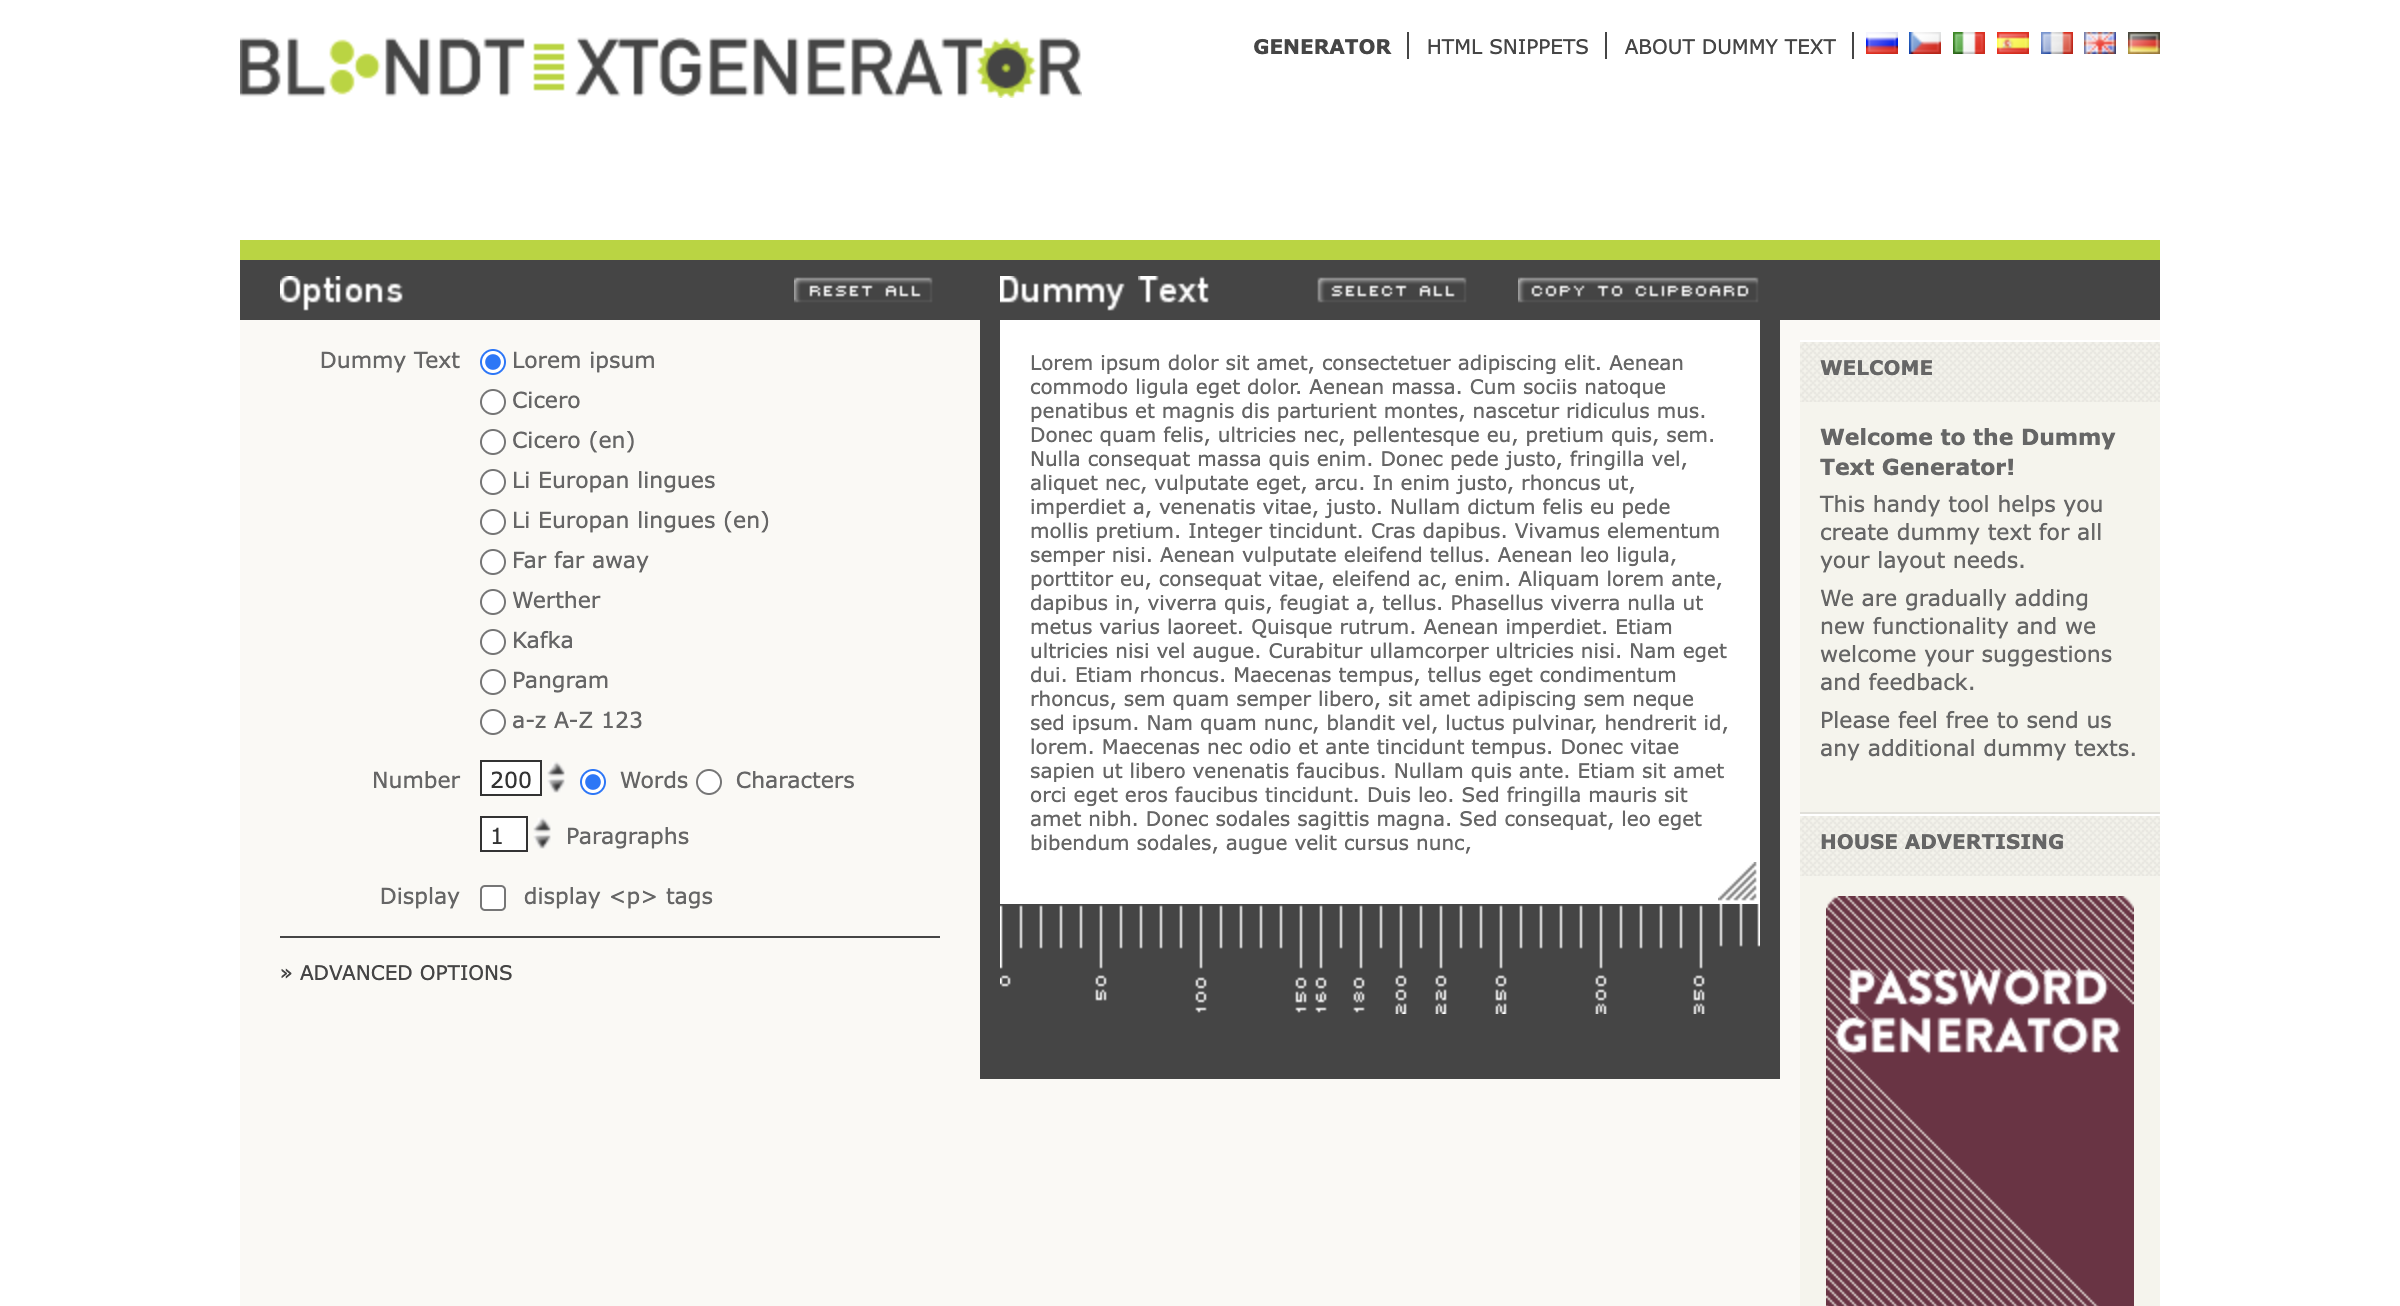 BLINDTEXTGENERATOR
GENERATOR
HTML SNIPPETS
ABOUT DUMMY TEXT
Options
RESET ALL
Dummy Text
Lorem ipsum
Cicero
Cicero (en)
Li Europan lingues
Li Europan lingues (en)
Far far away
Werther
Kafka
Pangram
a-z A-Z 123
Number
200
Words
Characters
1
Paragraphs
Display
display <p> tags
» ADVANCED OPTIONS
Dummy Text
SELECT ALL
COPY TO CLIPBOARD
Lorem ipsum dolor sit amet, consectetuer adipiscing elit. Aenean
commodo ligula eget dolor. Aenean massa. Cum sociis natoque
penatibus et magnis dis parturient montes, nascetur ridiculus mus.
Donec quam felis, ultricies nec, pellentesque eu, pretium quis, sem.
Nulla consequat massa quis enim. Donec pede justo, fringilla vel,
aliquet nec, vulputate eget, arcu. In enim justo, rhoncus ut,
imperdiet a, venenatis vitae, justo. Nullam dictum felis eu pede
mollis pretium. Integer tincidunt. Cras dapibus. Vivamus elementum
semper nisi. Aenean vulputate eleifend tellus. Aenean leo ligula,
porttitor eu, consequat vitae, eleifend ac, enim. Aliquam lorem ante,
dapibus in, viverra quis, feugiat a, tellus. Phasellus viverra nulla ut
metus varius laoreet. Quisque rutrum. Aenean imperdiet. Etiam
ultricies nisi vel augue. Curabitur ullamcorper ultricies nisi. Nam eget
dui. Etiam rhoncus. Maecenas tempus, tellus eget condimentum
rhoncus, sem quam semper libero, sit amet adipiscing sem neque
sed ipsum. Nam quam nunc, blandit vel, luctus pulvinar, hendrerit id,
lorem. Maecenas nec odio et ante tincidunt tempus. Donec vitae
sapien ut libero venenatis faucibus. Nullam quis ante. Etiam sit amet
orci eget eros faucibus tincidunt. Duis leo. Sed fringilla mauris sit
amet nibh. Donec sodales sagittis magna. Sed consequat, leo eget
bibendum sodales, augue velit cursus nunc,
0 50 100 150 160 180 200 220 250 300 350
WELCOME
Welcome to the Dummy
Text Generator!
This handy tool helps you
create dummy text for all
your layout needs.
We are gradually adding
new functionality and we
welcome your suggestions
and feedback.
Please feel free to send us
any additional dummy texts.
HOUSE ADVERTISING
PASSWORD
GENERATOR